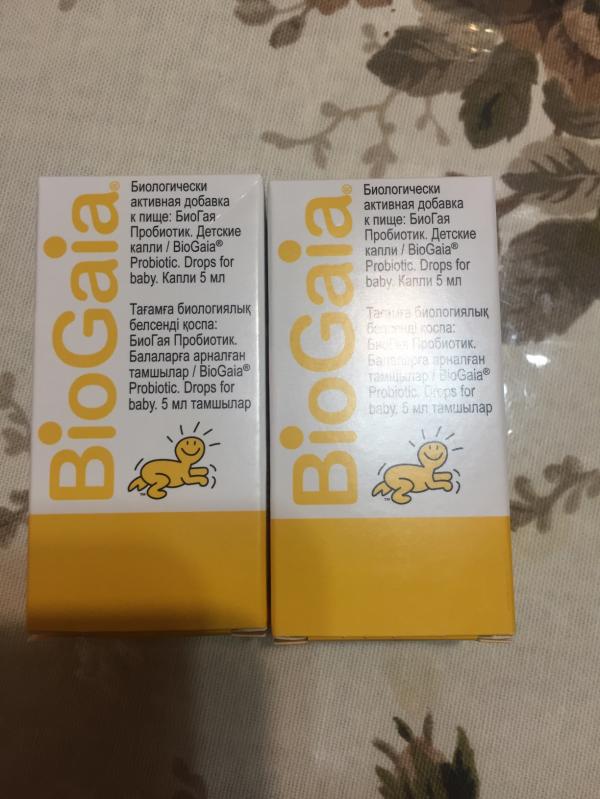 BioGaia®
Биологически
активная добавка
к пище: БиоГая
Пробиотик. Детские
капли / BioGaia®
Probiotic. Drops for
baby. Капли 5 мл
Тағамға биологиялық
белсенді қоспа:
БиоГая Пробиотик.
Балаларға арналған
тамшылар / BioGaia®
Probiotic. Drops for
baby. 5 мл тамшылар
TM
BioGaia®
Биологически
активная добавка
к пище: БиоГая
Пробиотик. Детские
капли / BioGaia®
Probiotic. Drops for
baby. Капли 5 мл
Тағамға биологиялық
белсенді қоспа:
БиоГая Пробиотик.
Балаларға арналған
тамшылар / BioGaia®
Probiotic. Drops for
baby. 5 мл тамшылар
TM